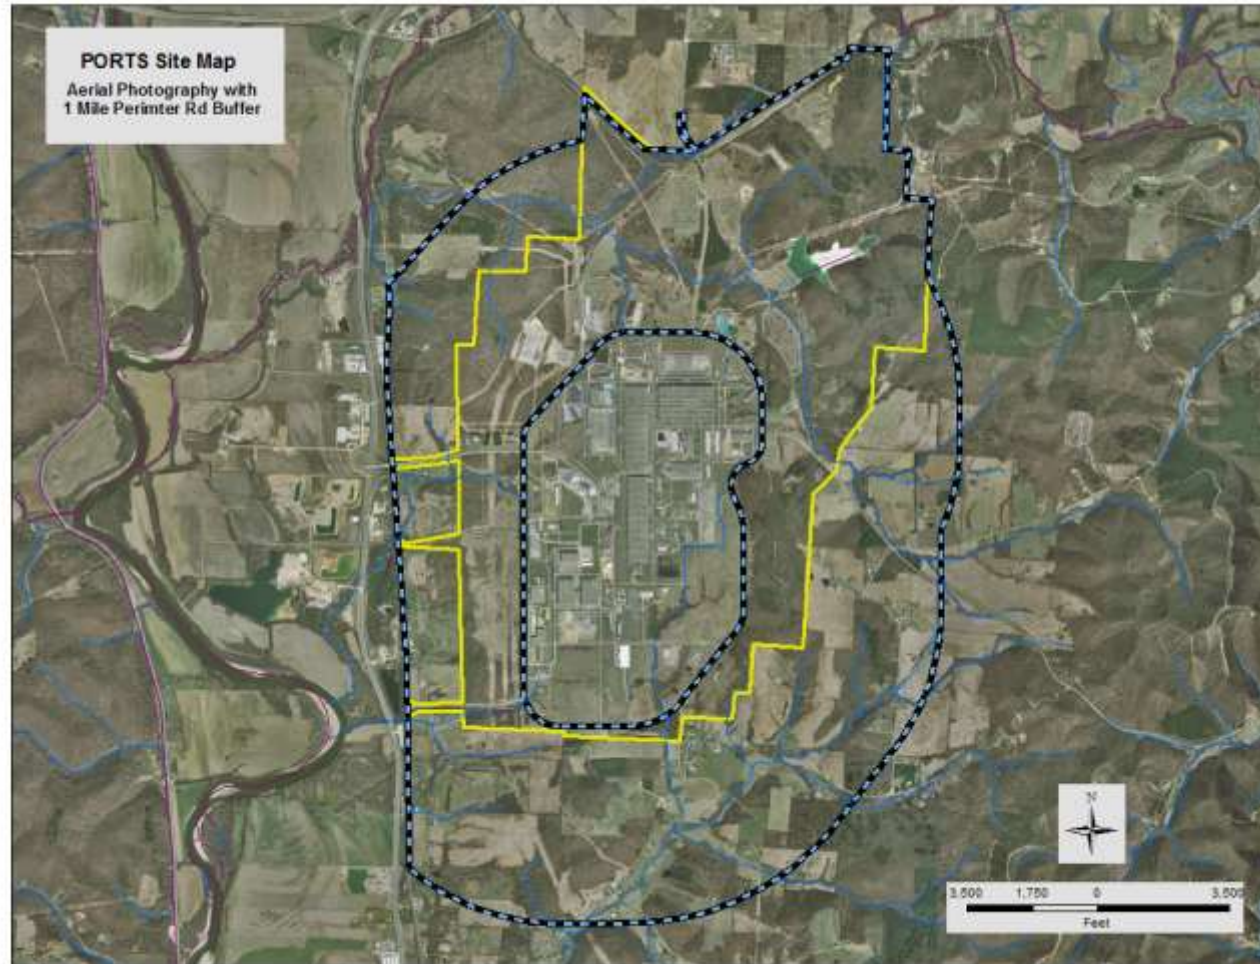 PORTS Site Map
Aerial Photography with
1 Mile Perimter Rd Buffer
N
3,500 1,750 0 3,500
Feet